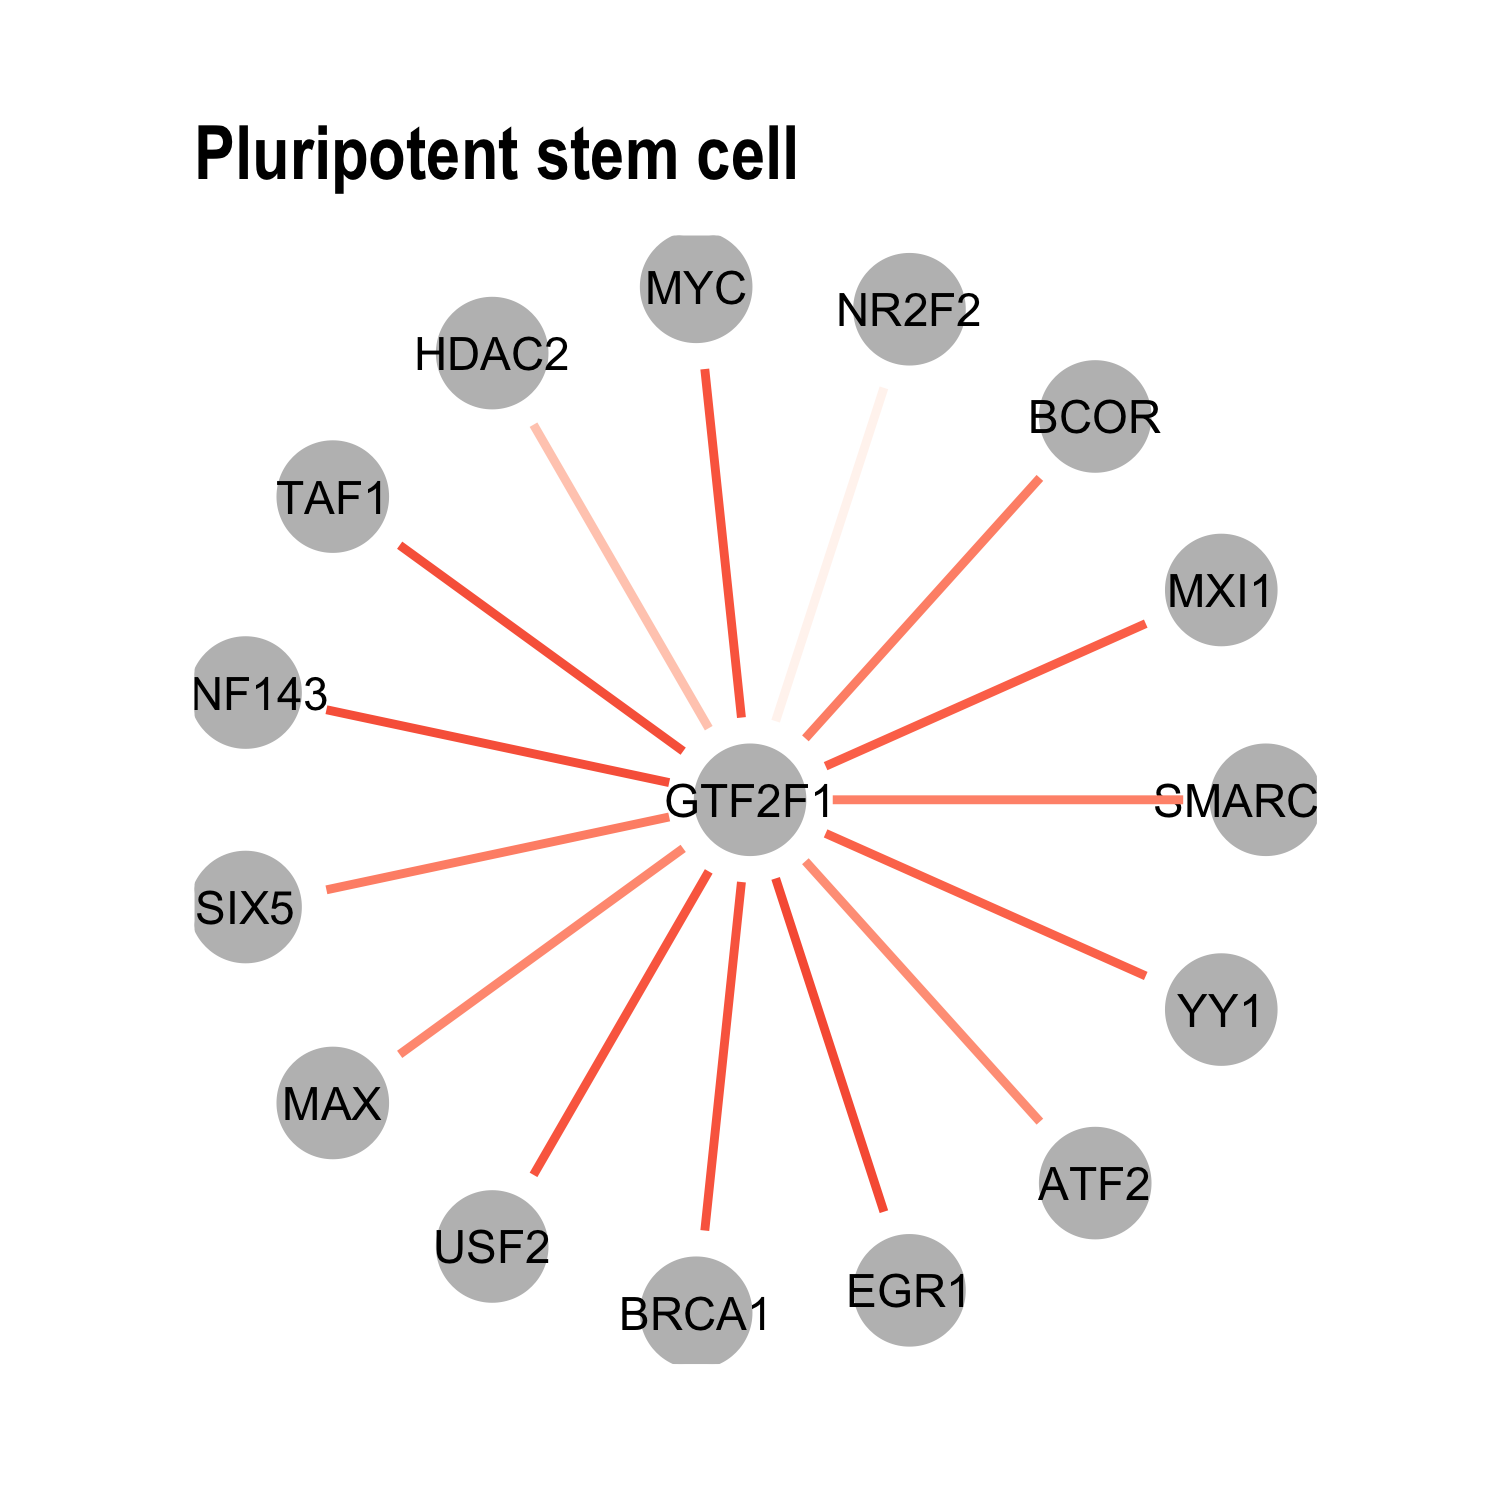 Pluripotent stem cell
MYC
NR2F2
HDAC2
BCOR
TAF1
MXI1
NF143
GTF2F1
SMARC
SIX5
YY1
MAX
ATF2
USF2
EGR1
BRCA1